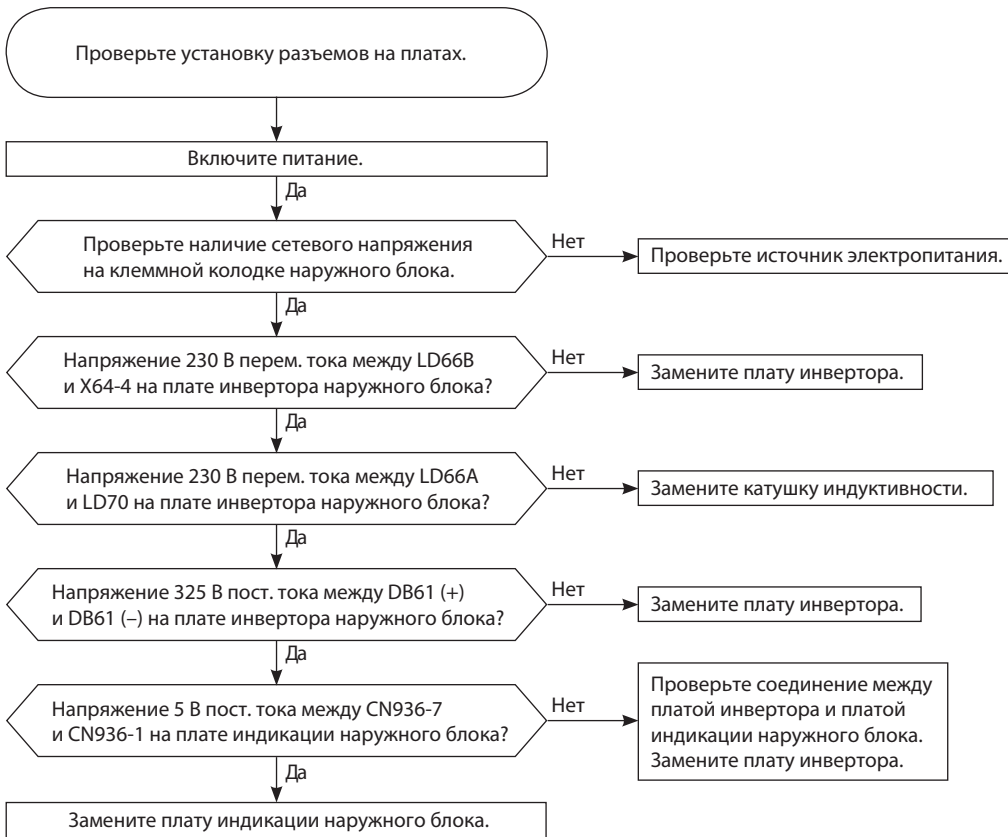 Проверьте установку разъемов на платах.
Включите питание.
Да
Проверьте наличие сетевого напряжения
на клеммной колодке наружного блока.
Нет
Проверьте источник электропитания.
Да
Напряжение 230 В перем. тока между LD66B
и X64-4 на плате инвертора наружного блока?
Нет
Замените плату инвертора.
Да
Напряжение 230 В перем. тока между LD66A
и LD70 на плате инвертора наружного блока?
Нет
Замените катушку индуктивности.
Да
Напряжение 325 В пост. тока между DB61 (+)
и DB61 (–) на плате инвертора наружного блока?
Нет
Замените плату инвертора.
Да
Напряжение 5 В пост. тока между CN936-7
и CN936-1 на плате индикации наружного блока?
Нет
Проверьте соединение между
платой инвертора и платой
индикации наружного блока.
Замените плату инвертора.
Да
Замените плату индикации наружного блока.